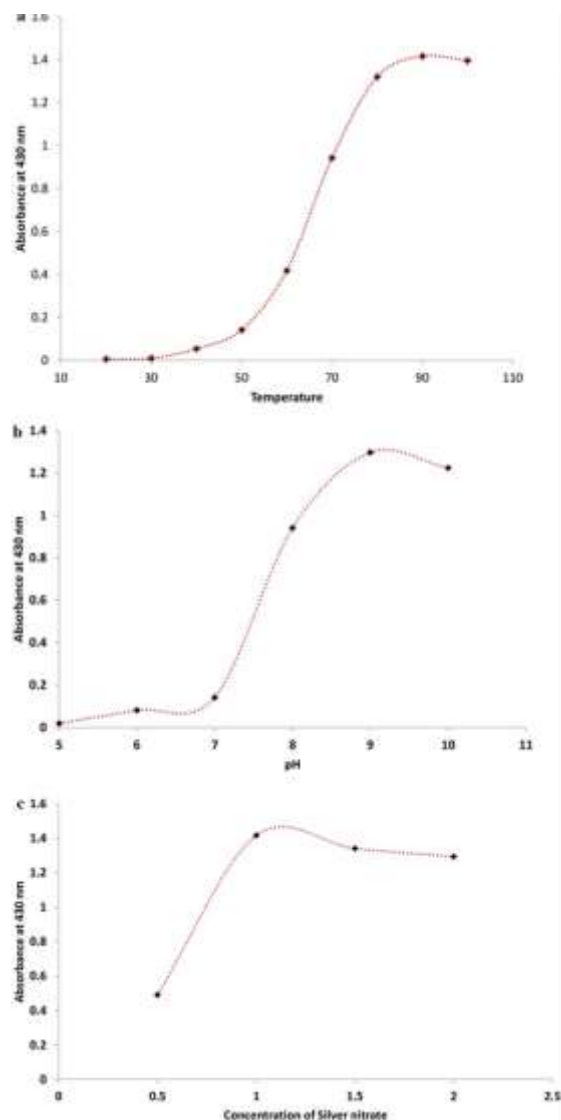 a
1.6
1.4
1.2
1
0.8
0.6
0.4
0.2
0
10 30 50 70 90 110
Absorbance at 430 nm
Temperature
b
1.4
1.2
1
0.8
0.6
0.4
0.2
0
5 6 7 8 9 10 11
Absorbance at 430 nm
pH
c
1.6
1.4
1.2
1
0.8
0.6
0.4
0.2
0
0 0.5 1 1.5 2 2.5
Absorbance at 430 nm
Concentration of Silver nitrate